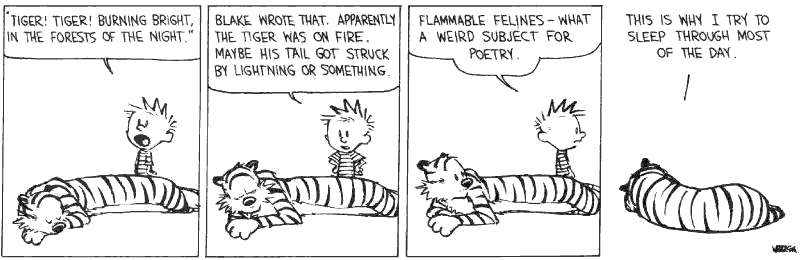 "TIGER! TIGER! BURNING BRIGHT,
IN THE FORESTS OF THE NIGHT."
BLAKE WROTE THAT. APPARENTLY
THE TIGER WAS ON FIRE.
MAYBE HIS TAIL GOT STRUCK
BY LIGHTNING OR SOMETHING.
FLAMMABLE FELINES - WHAT
A WEIRD SUBJECT FOR
POETRY.
THIS IS WHY I TRY TO
SLEEP THROUGH MOST
OF THE DAY.